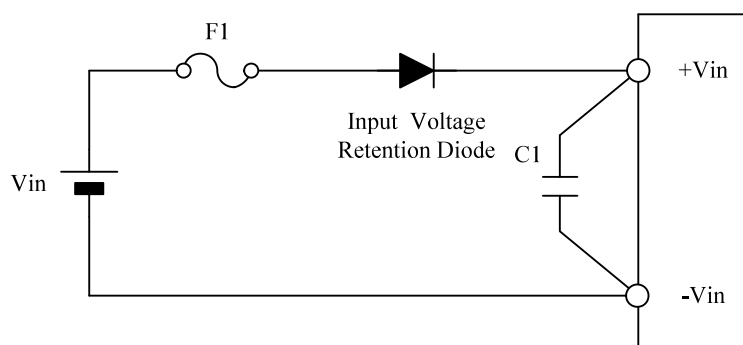 F1
+Vin
Input Voltage
Retention Diode
C1
Vin
-Vin